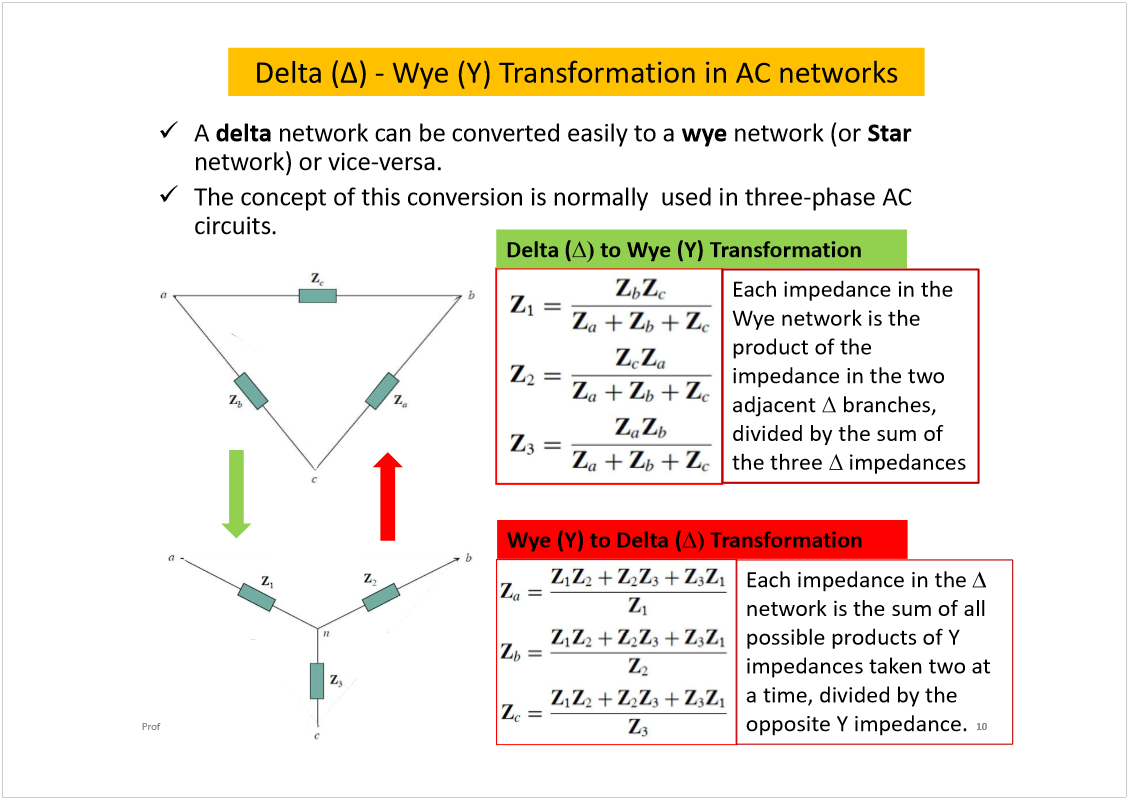 Delta (Δ) - Wye (Y) Transformation in AC networks
✓ A delta network can be converted easily to a wye network (or Star
network) or vice-versa.
✓ The concept of this conversion is normally used in three-phase AC
circuits.
Z_c
a
b
Z_b
Z_a
c
a
b
Z_1
Z_2
n
Z_3
c
Delta (Δ) to Wye (Y) Transformation
Z_1 = Z_b Z_c / (Z_a + Z_b + Z_c)
Z_2 = Z_c Z_a / (Z_a + Z_b + Z_c)
Z_3 = Z_a Z_b / (Z_a + Z_b + Z_c)
Each impedance in the
Wye network is the
product of the
impedance in the two
adjacent Δ branches,
divided by the sum of
the three Δ impedances
Wye (Y) to Delta (Δ) Transformation
Z_a = (Z_1 Z_2 + Z_2 Z_3 + Z_3 Z_1) / Z_1
Z_b = (Z_1 Z_2 + Z_2 Z_3 + Z_3 Z_1) / Z_2
Z_c = (Z_1 Z_2 + Z_2 Z_3 + Z_3 Z_1) / Z_3
Each impedance in the Δ
network is the sum of all
possible products of Y
impedances taken two at
a time, divided by the
opposite Y impedance.
Prof
10